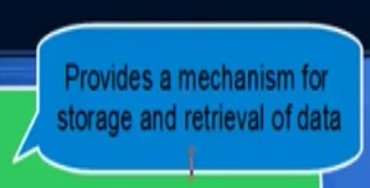 Provides a mechanism for
storage and retrieval of data